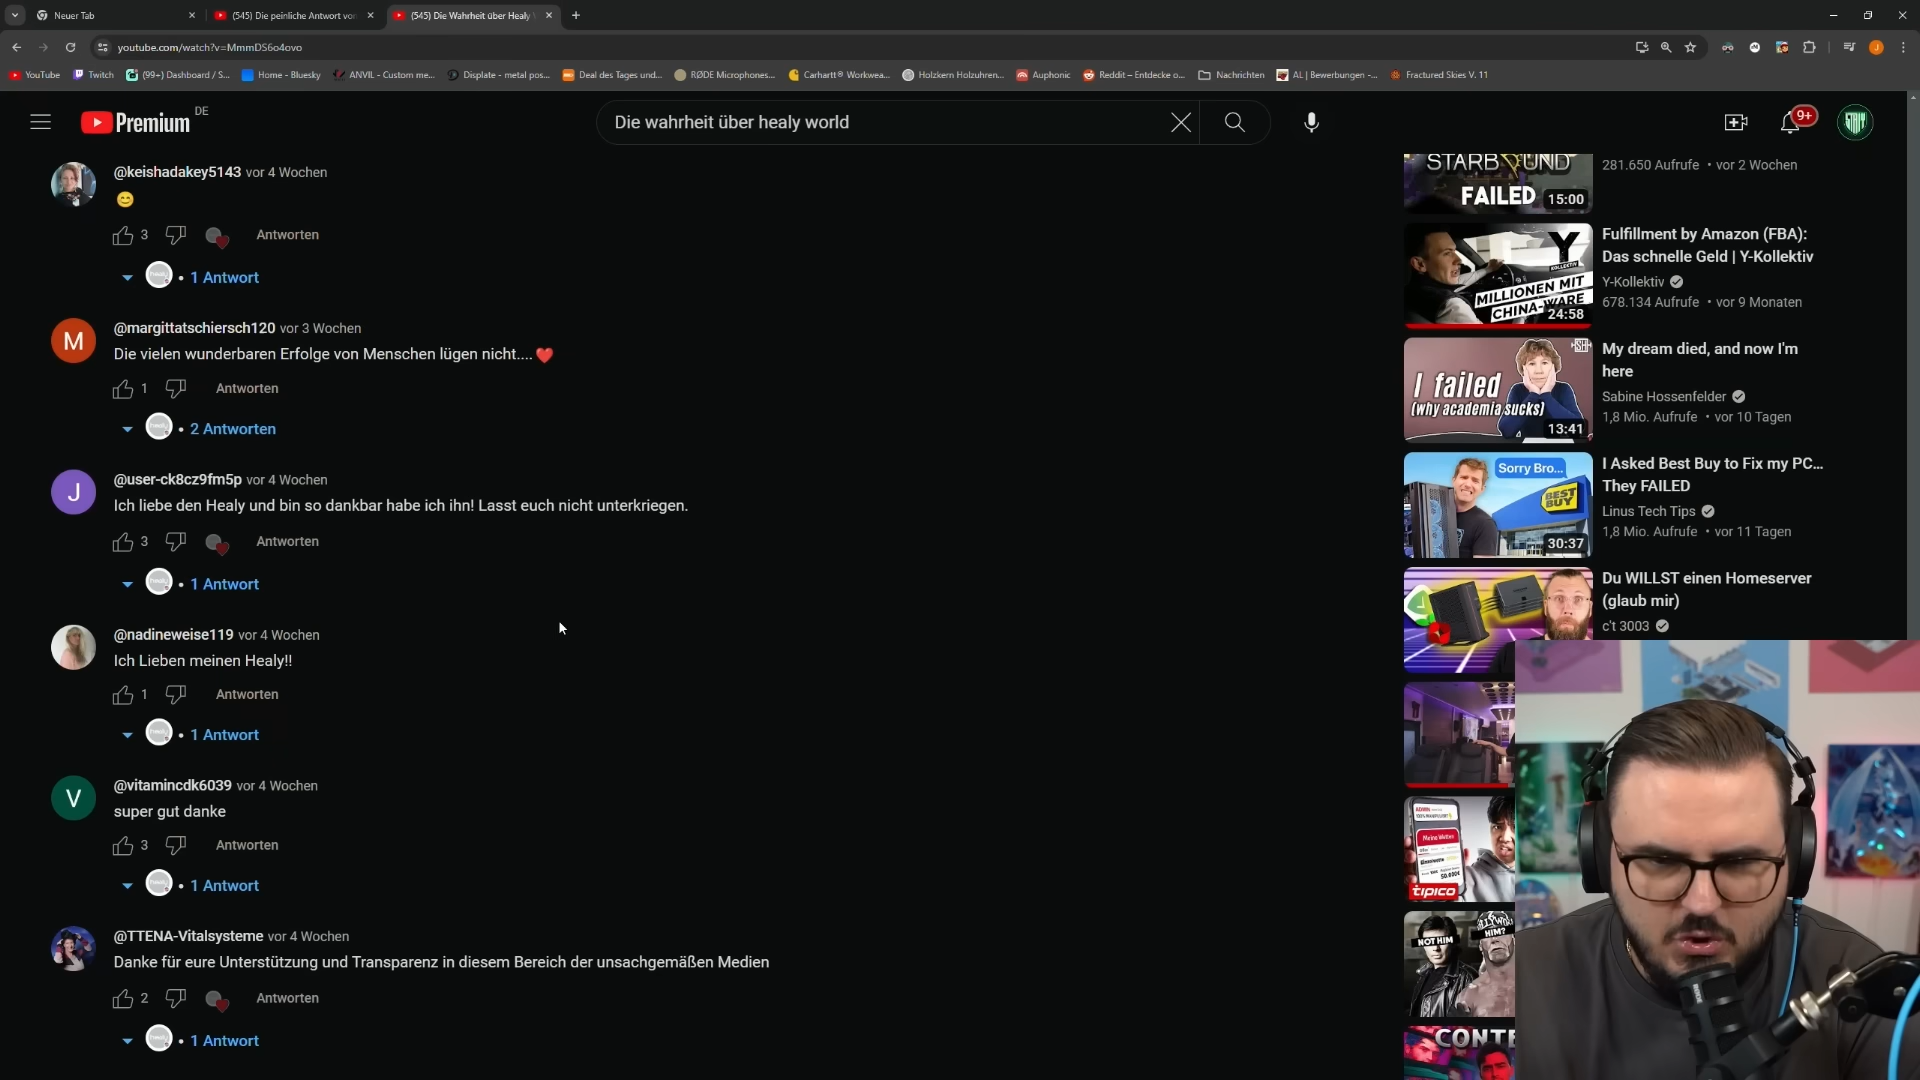 Neuer Tab
(545) Die peinliche Antwort von
(545) Die Wahrheit über Healy
youtube.com/watch?v=MmmDS6o4ovo
YouTube
Twitch
(99+) Dashboard / S...
Home - Bluesky
ANVIL - Custom me...
Displate - metal pos...
Deal des Tages und...
RØDE Microphones...
Carhartt® Workwea...
Holzkern Holzuhren...
Auphonic
Reddit – Entdecke o...
Nachrichten
AL | Bewerbungen -...
Fractured Skies V. 11
Premium DE
Die wahrheit über healy world
9+
@keishadakey5143 vor 4 Wochen
😊
3 Antworten
• 1 Antwort
@margittatschiersch120 vor 3 Wochen
Die vielen wunderbaren Erfolge von Menschen lügen nicht.... ❤️
1 Antworten
• 2 Antworten
@user-ck8cz9fm5p vor 4 Wochen
Ich liebe den Healy und bin so dankbar habe ich ihn! Lasst euch nicht unterkriegen.
3 Antworten
• 1 Antwort
@nadineweise119 vor 4 Wochen
Ich Lieben meinen Healy!!
1 Antworten
• 1 Antwort
@vitamincdk6039 vor 4 Wochen
super gut danke
3 Antworten
• 1 Antwort
@TTENA-Vitalsysteme vor 4 Wochen
Danke für eure Unterstützung und Transparenz in diesem Bereich der unsachgemäßen Medien
2 Antworten
• 1 Antwort
M
J
V
STARBOUND
FAILED
15:00
281.650 Aufrufe • vor 2 Wochen
Y
KOLLEKTIV
MILLIONEN MIT
CHINA-WARE
24:58
Fulfillment by Amazon (FBA):
Das schnelle Geld | Y-Kollektiv
Y-Kollektiv
678.134 Aufrufe • vor 9 Monaten
SH
I failed
(why academia sucks)
13:41
My dream died, and now I'm
here
Sabine Hossenfelder
1,8 Mio. Aufrufe • vor 10 Tagen
Sorry Bro...
BEST
BUY
30:37
I Asked Best Buy to Fix my PC...
They FAILED
Linus Tech Tips
1,8 Mio. Aufrufe • vor 11 Tagen
Du WILLST einen Homeserver
(glaub mir)
c't 3003
Meine Wetten
50.000€
tipico
NOT HIM
HIM?
CONTE